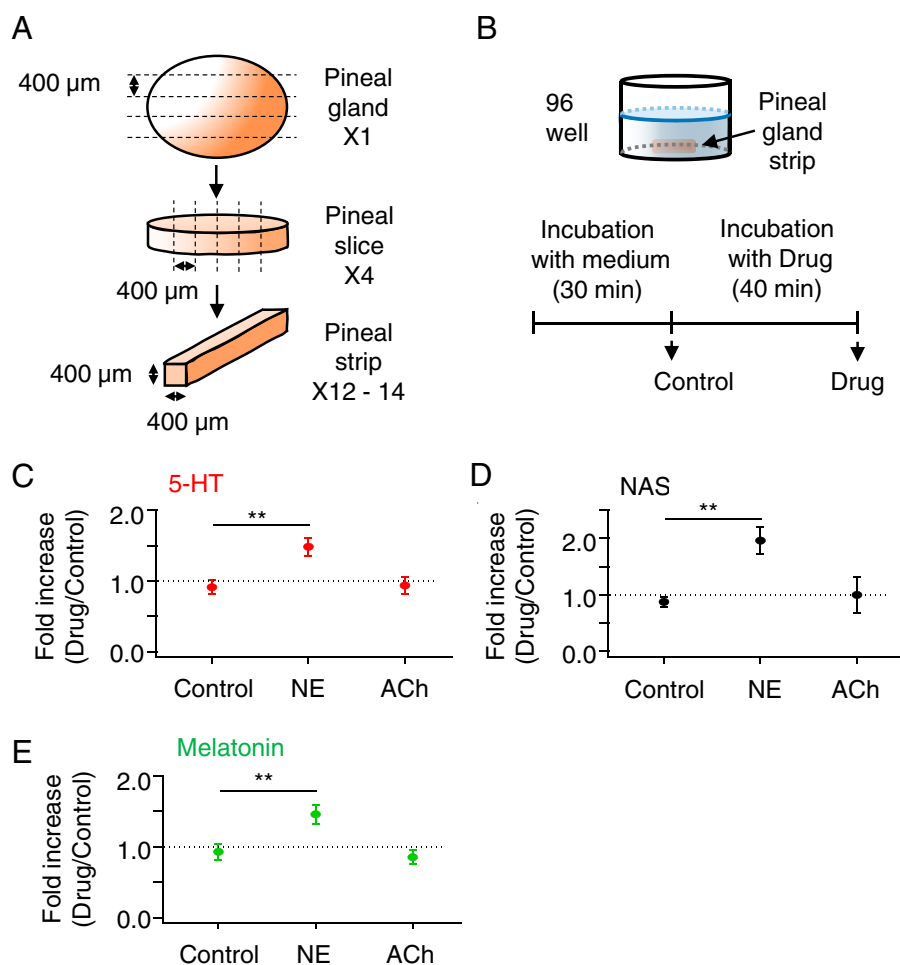 A
400 µm
Pineal
gland
X1
Pineal
slice
X4
400 µm
Pineal
strip
X12 - 14
400 µm
400 µm
B
96
well
Pineal
gland
strip
Incubation
with medium
(30 min)
Incubation
with Drug
(40 min)
Control
Drug
C
5-HT
Fold increase
(Drug/Control)
2.0
1.0
0.0
**
Control
NE
ACh
D
NAS
Fold increase
(Drug/Control)
2.0
1.0
0.0
**
Control
NE
ACh
E
Melatonin
Fold increase
(Drug/Control)
2.0
1.0
0.0
**
Control
NE
ACh